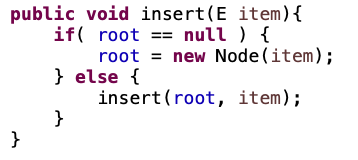 public void insert(E item){
    if( root == null ) {
        root = new Node(item);
    } else {
        insert(root, item);
    }
}